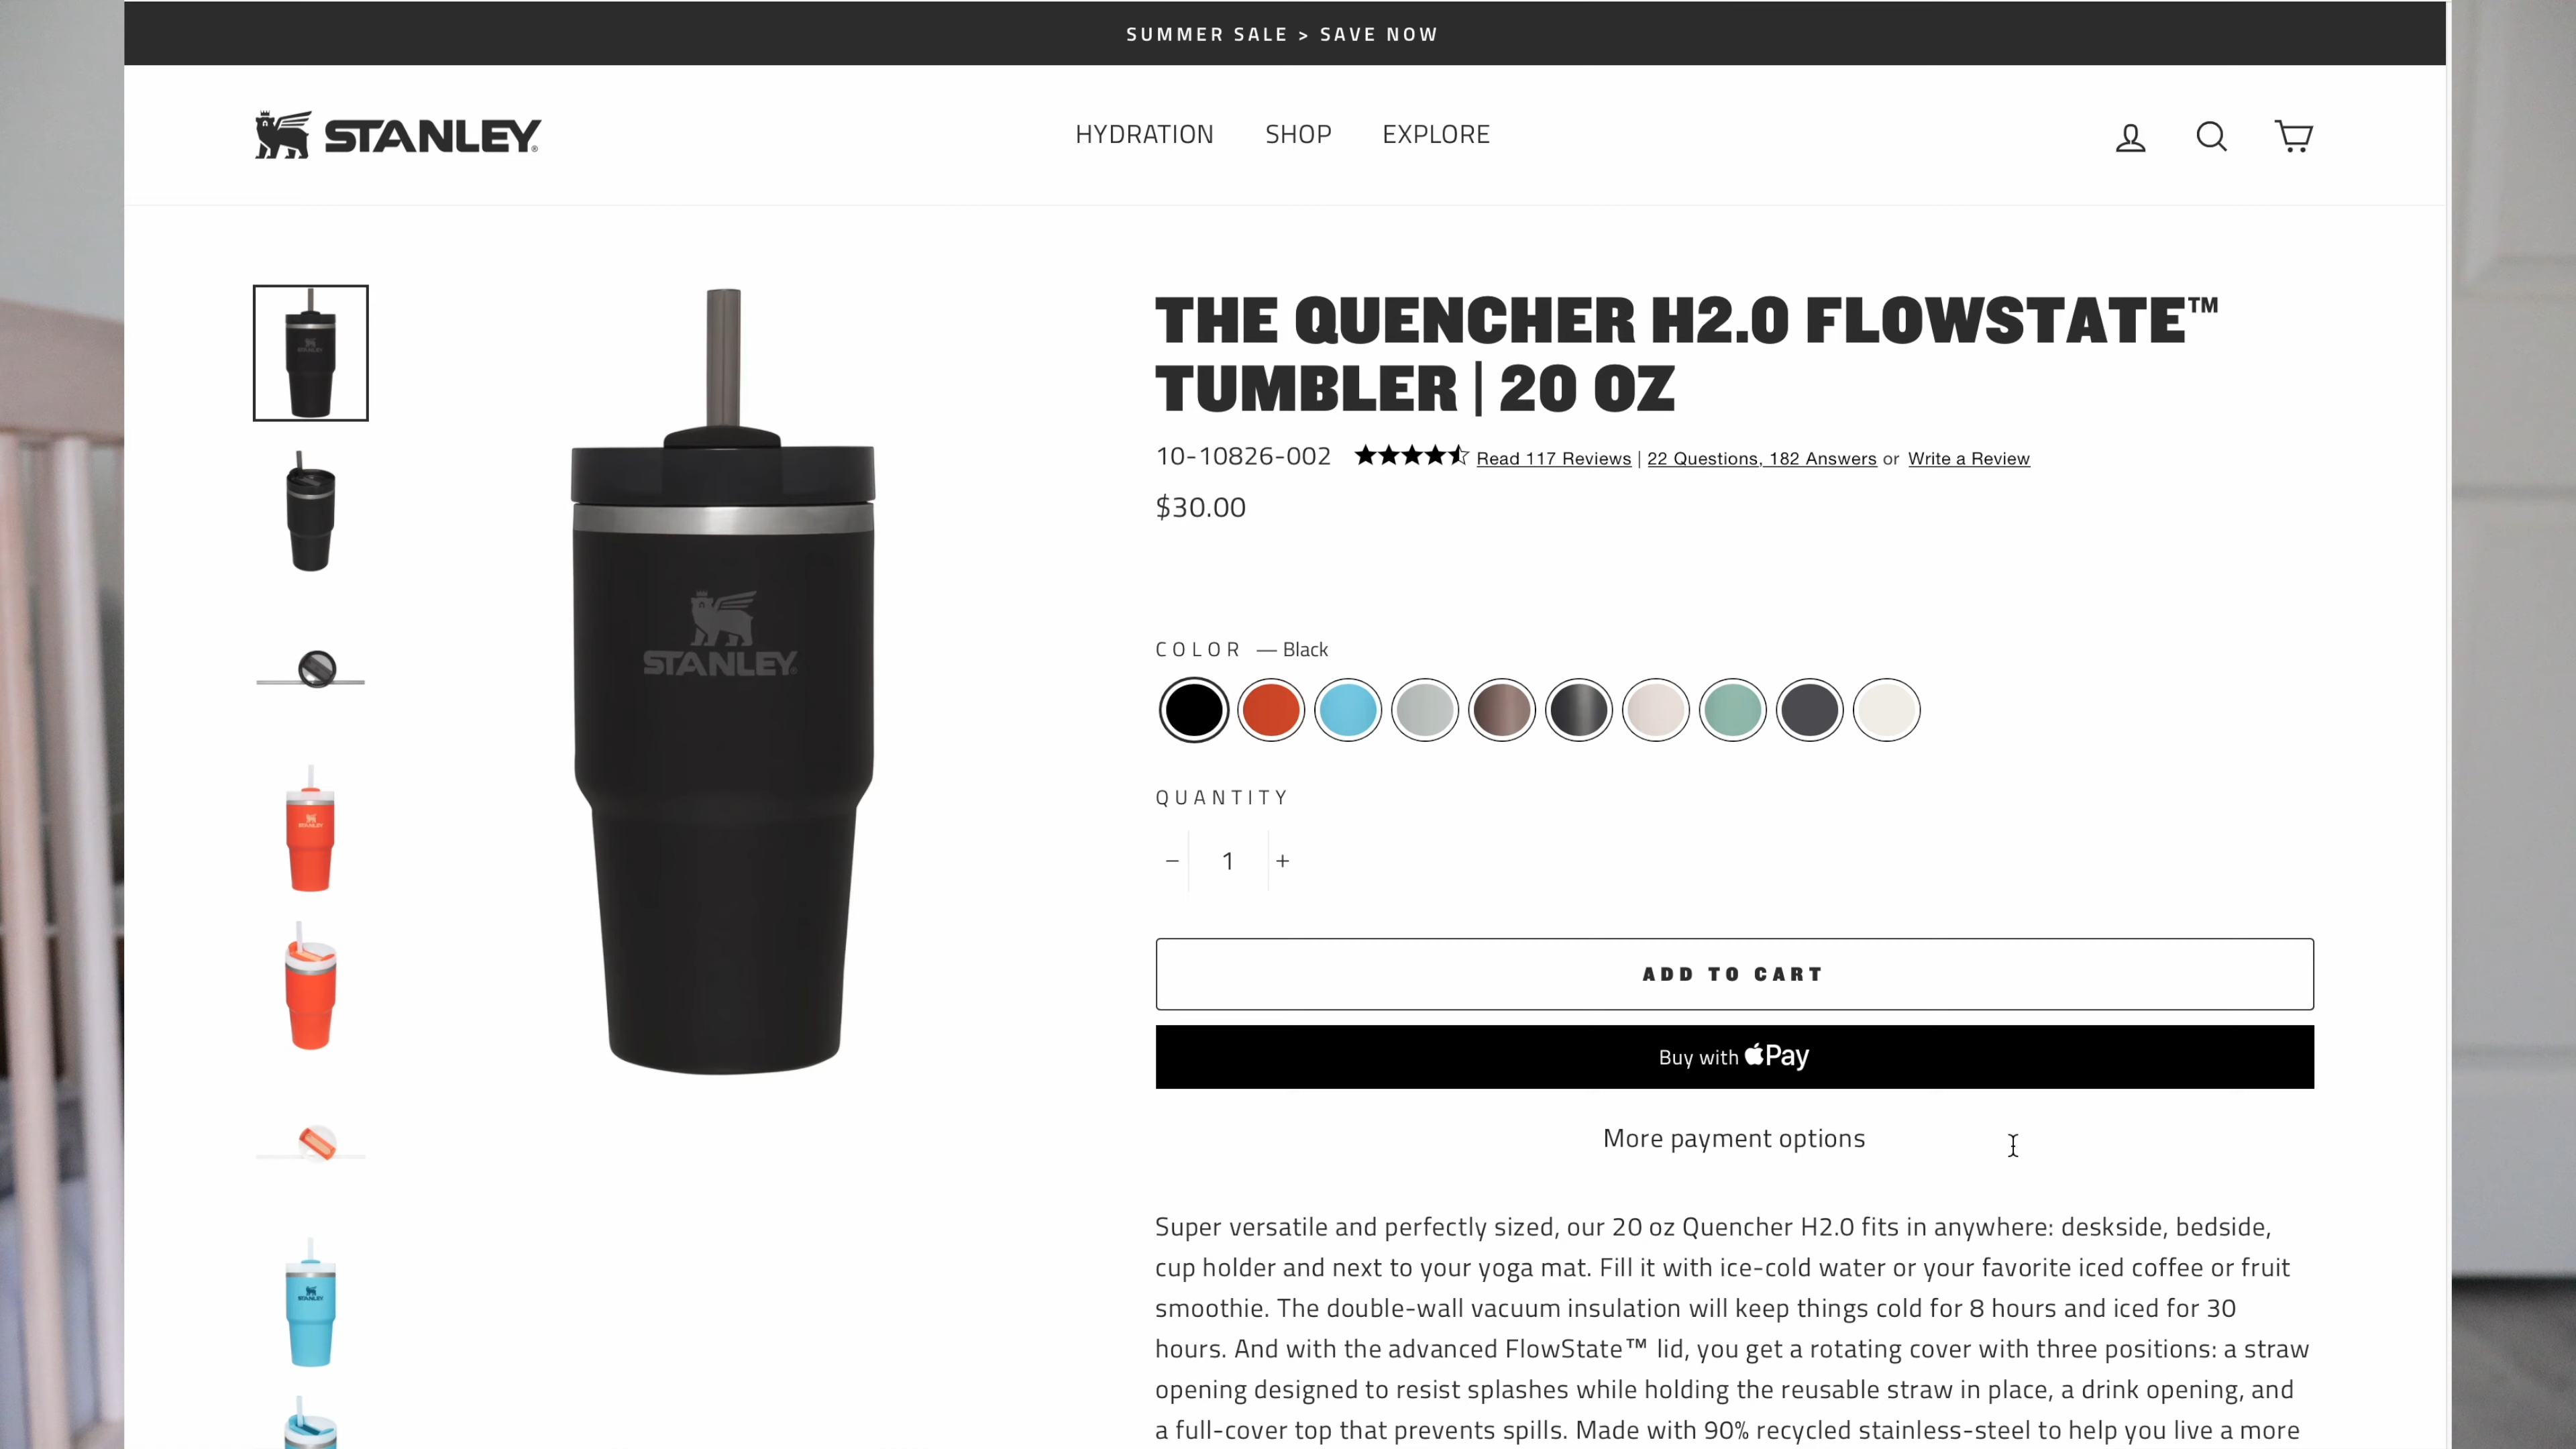 SUMMER SALE > SAVE NOW
STANLEY®
HYDRATION SHOP EXPLORE
THE QUENCHER H2.0 FLOWSTATE™
TUMBLER | 20 OZ
10-10826-002 Read 117 Reviews | 22 Questions, 182 Answers or Write a Review
$30.00
STANLEY
COLOR — Black
QUANTITY
− 1 +
ADD TO CART
Buy with Pay
More payment options
Super versatile and perfectly sized, our 20 oz Quencher H2.0 fits in anywhere: deskside, bedside,
cup holder and next to your yoga mat. Fill it with ice-cold water or your favorite iced coffee or fruit
smoothie. The double-wall vacuum insulation will keep things cold for 8 hours and iced for 30
hours. And with the advanced FlowState™ lid, you get a rotating cover with three positions: a straw
opening designed to resist splashes while holding the reusable straw in place, a drink opening, and
a full-cover top that prevents spills. Made with 90% recycled stainless-steel to help you live a more
STANLEY
STANLEY
STANLEY